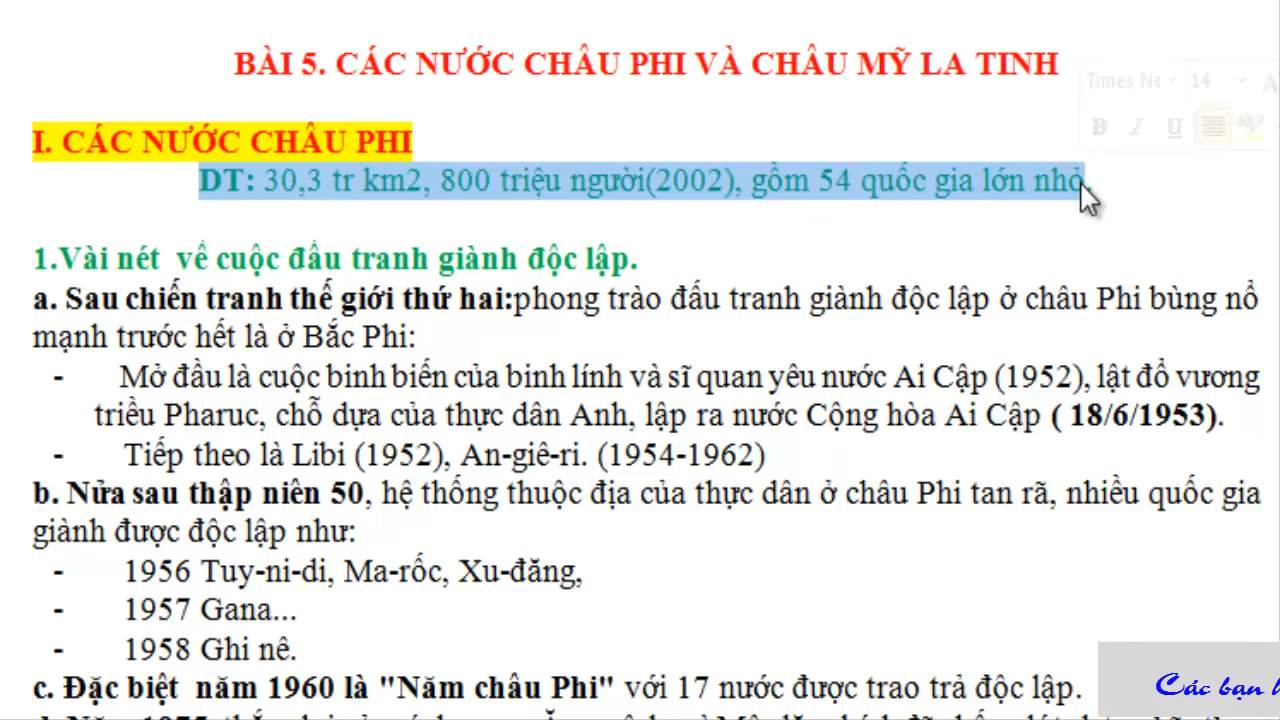 BÀI 5. CÁC NƯỚC CHÂU PHI VÀ CHÂU MỸ LA TINH
Times Ne 14 A
B I U
I. CÁC NƯỚC CHÂU PHI
DT: 30,3 tr km2, 800 triệu người(2002), gồm 54 quốc gia lớn nhỏ
1.Vài nét về cuộc đấu tranh giành độc lập.
a. Sau chiến tranh thế giới thứ hai:phong trào đấu tranh giành độc lập ở châu Phi bùng nổ
mạnh trước hết là ở Bắc Phi:
- Mở đầu là cuộc binh biến của binh lính và sĩ quan yêu nước Ai Cập (1952), lật đổ vương
triều Pharuc, chỗ dựa của thực dân Anh, lập ra nước Cộng hòa Ai Cập ( 18/6/1953).
- Tiếp theo là Libi (1952), An-giê-ri. (1954-1962)
b. Nửa sau thập niên 50, hệ thống thuộc địa của thực dân ở châu Phi tan rã, nhiều quốc gia
giành được độc lập như:
- 1956 Tuy-ni-di, Ma-rốc, Xu-đăng,
- 1957 Gana...
- 1958 Ghi nê.
c. Đặc biệt năm 1960 là "Năm châu Phi" với 17 nước được trao trả độc lập.
Các bạn